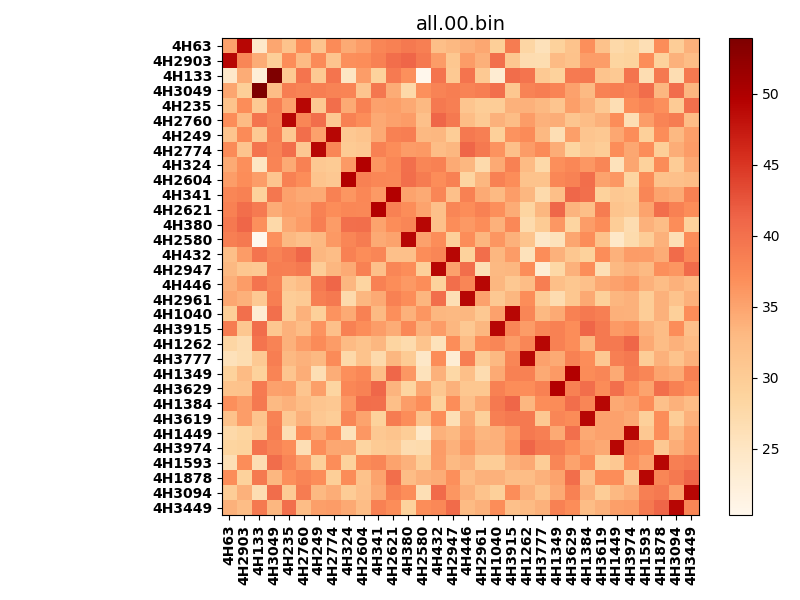 all.00.bin
4H63
4H2903
4H133
4H3049
4H235
4H2760
4H249
4H2774
4H324
4H2604
4H341
4H2621
4H380
4H2580
4H432
4H2947
4H446
4H2961
4H1040
4H3915
4H1262
4H3777
4H1349
4H3629
4H1384
4H3619
4H1449
4H3974
4H1593
4H1878
4H3094
4H3449
4H63
4H2903
4H133
4H3049
4H235
4H2760
4H249
4H2774
4H324
4H2604
4H341
4H2621
4H380
4H2580
4H432
4H2947
4H446
4H2961
4H1040
4H3915
4H1262
4H3777
4H1349
4H3629
4H1384
4H3619
4H1449
4H3974
4H1593
4H1878
4H3094
4H3449
50
45
40
35
30
25